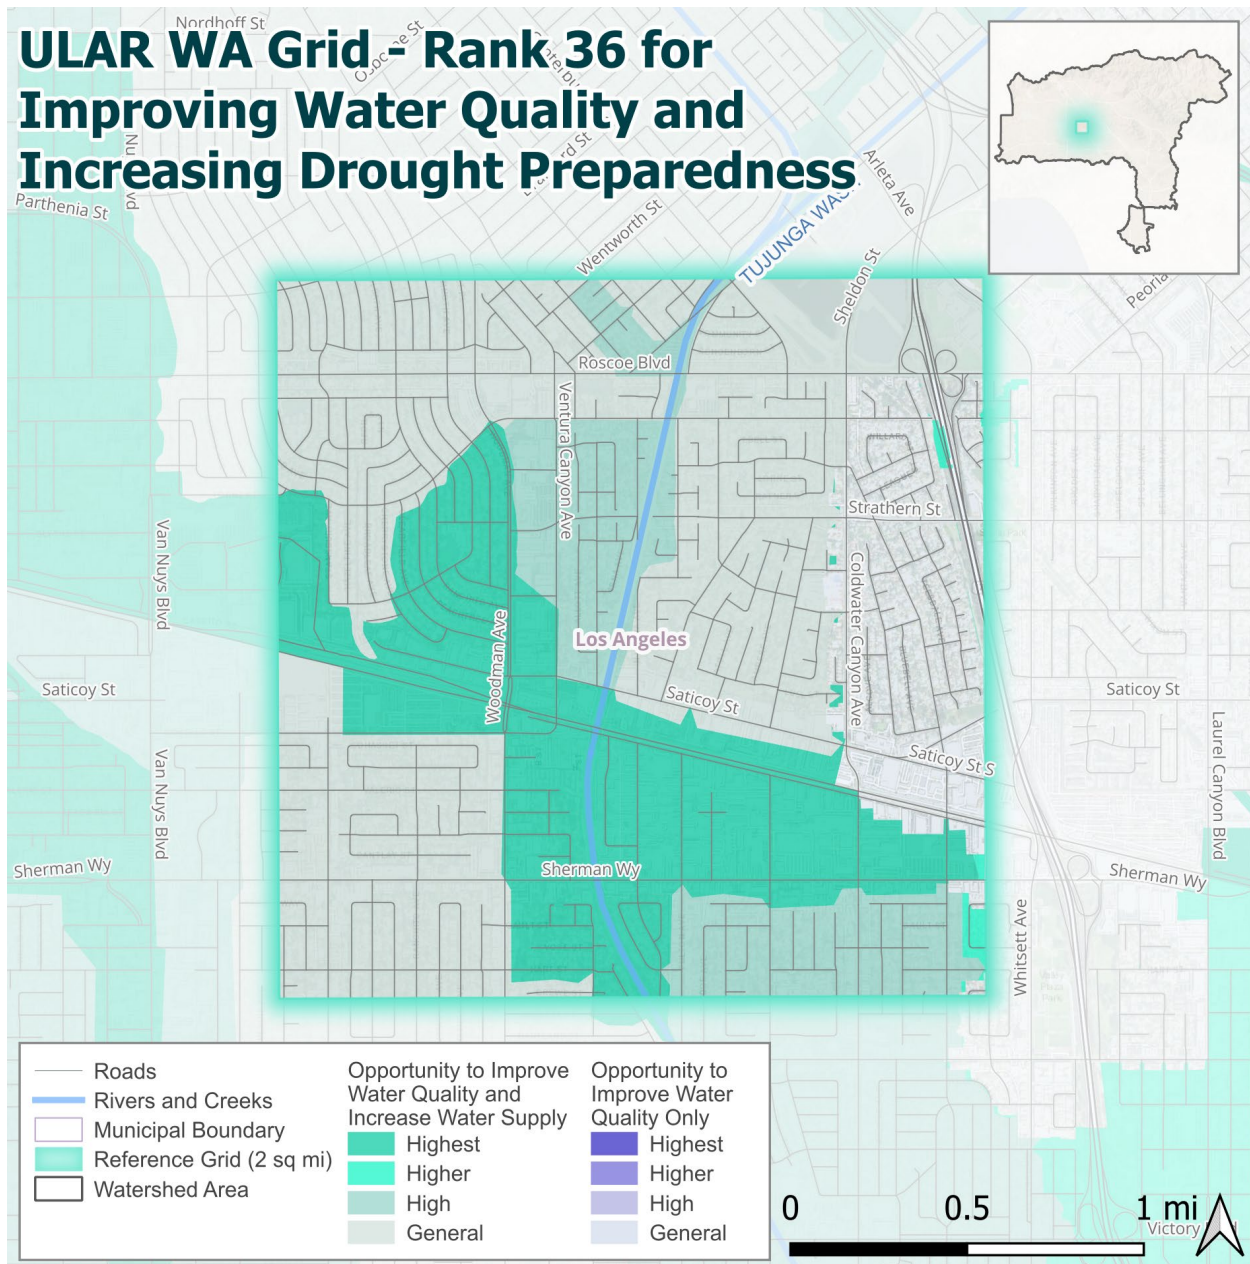 Nordhoff St
ULAR WA Grid - Rank 36 for
Improving Water Quality and
Increasing Drought Preparedness
Parthenia St
Arleta Ave
Wentworth St
TUJUNGA WASH
Sheldon St
Peoria
Roscoe Blvd
Ventura Canyon Ave
Strathern St
Van Nuys Blvd
Coldwater Canyon Ave
Los Angeles
Woodman Ave
Saticoy St
Saticoy St
Saticoy St
Saticoy St S
Laurel Canyon Blvd
Van Nuys Blvd
Sherman Wy
Sherman Wy
Sherman Wy
Whitsett Ave
Roads
Rivers and Creeks
Municipal Boundary
Reference Grid (2 sq mi)
Watershed Area
Opportunity to Improve
Water Quality and
Increase Water Supply
Highest
Higher
High
General
Opportunity to
Improve Water
Quality Only
Highest
Higher
High
General
0 0.5 1 mi
Victory